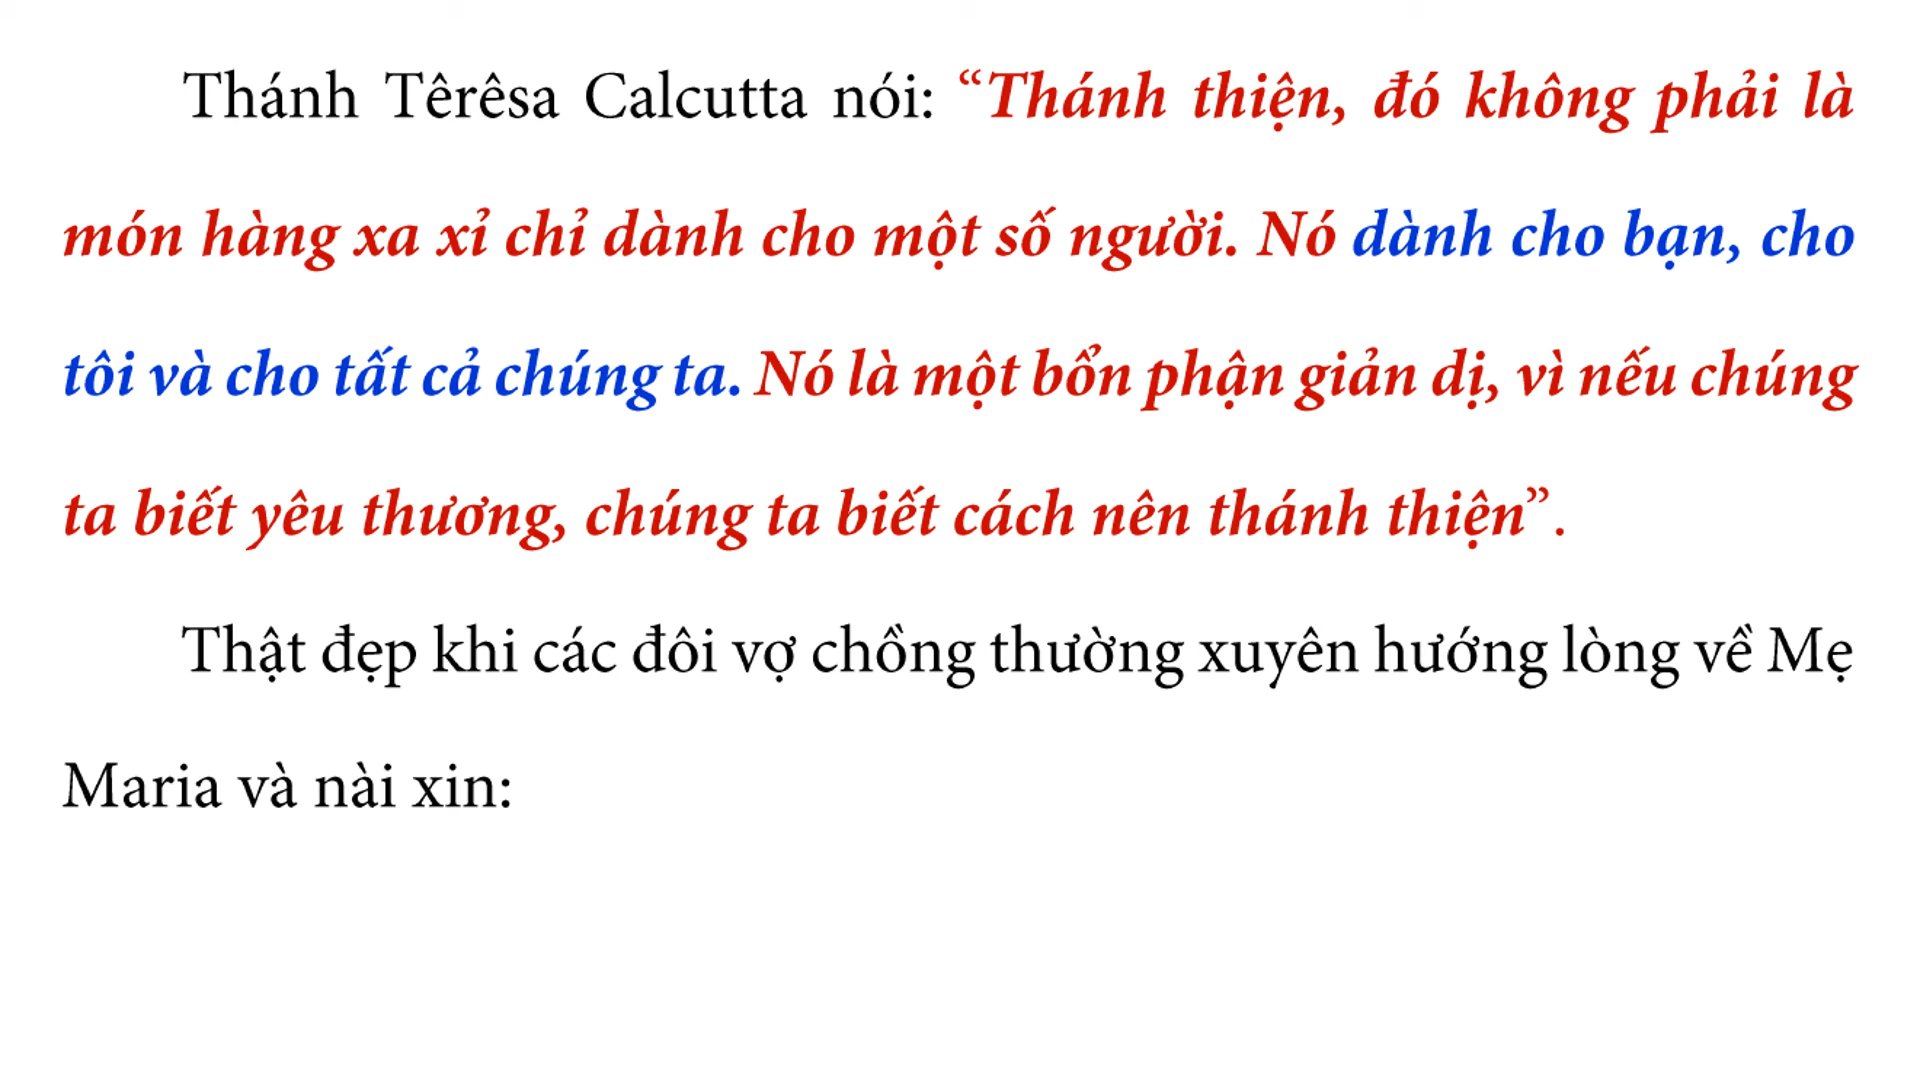 Thánh Têrêsa Calcutta nói: “Thánh thiện, đó không phải là
món hàng xa xỉ chỉ dành cho một số người. Nó dành cho bạn, cho
tôi và cho tất cả chúng ta. Nó là một bổn phận giản dị, vì nếu chúng
ta biết yêu thương, chúng ta biết cách nên thánh thiện”.
Thật đẹp khi các đôi vợ chồng thường xuyên hướng lòng về Mẹ
Maria và nài xin: